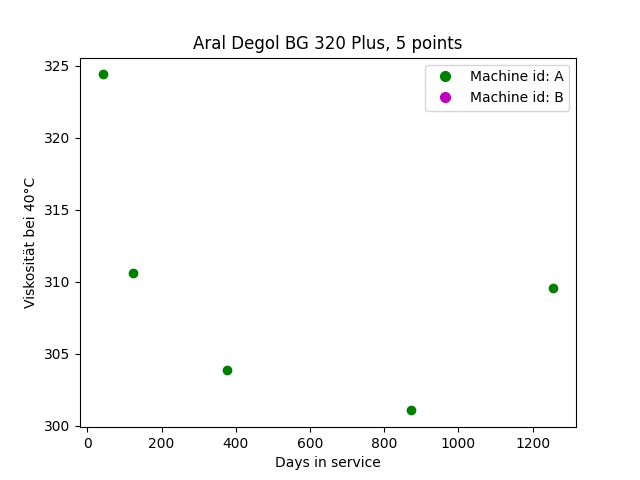 Aral Degol BG 320 Plus, 5 points
Machine id: A
Machine id: B
325
320
315
310
305
300
Viskosität bei 40°C
0
200
400
600
800
1000
1200
Days in service